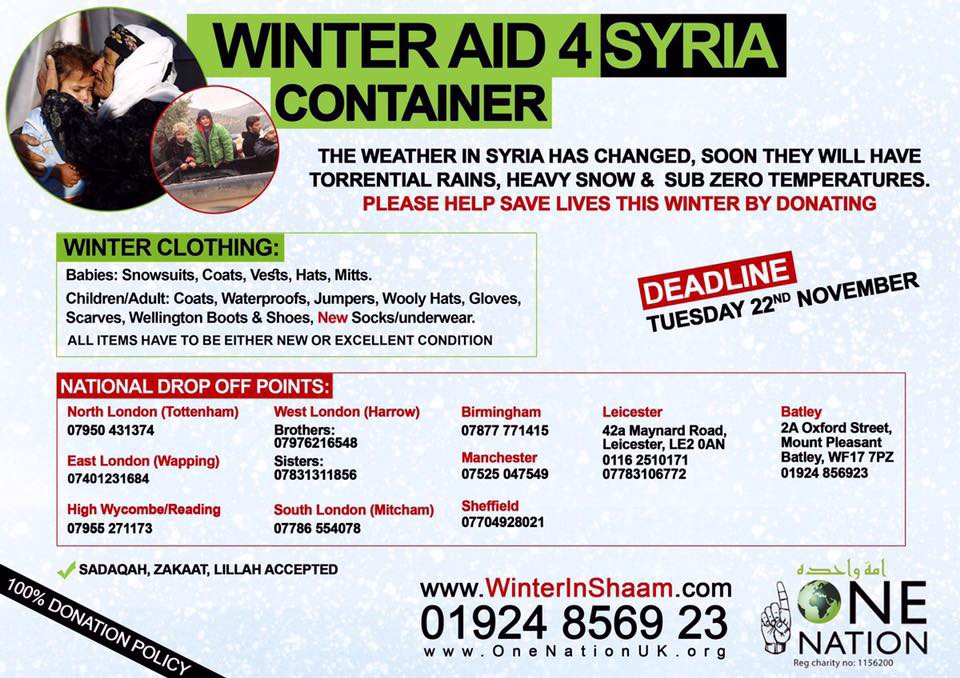 WINTER AID 4 SYRIA
CONTAINER
THE WEATHER IN SYRIA HAS CHANGED, SOON THEY WILL HAVE
TORRENTIAL RAINS, HEAVY SNOW & SUB ZERO TEMPERATURES.
PLEASE HELP SAVE LIVES THIS WINTER BY DONATING
WINTER CLOTHING:
Babies: Snowsuits, Coats, Vests, Hats, Mitts.
Children/Adult: Coats, Waterproofs, Jumpers, Wooly Hats, Gloves,
Scarves, Wellington Boots & Shoes, New Socks/underwear.
ALL ITEMS HAVE TO BE EITHER NEW OR EXCELLENT CONDITION
DEADLINE
TUESDAY 22ND NOVEMBER
NATIONAL DROP OFF POINTS:
North London (Tottenham)
07950 431374
East London (Wapping)
07401231684
High Wycombe/Reading
07955 271173
West London (Harrow)
Brothers:
07976216548
Sisters:
07831311856
South London (Mitcham)
07786 554078
Birmingham
07877 771415
Manchester
07525 047549
Sheffield
07704928021
Leicester
42a Maynard Road,
Leicester, LE2 0AN
0116 2510171
07783106772
Batley
2A Oxford Street,
Mount Pleasant
Batley, WF17 7PZ
01924 856923
SADAQAH, ZAKAAT, LILLAH ACCEPTED
100% DONATION POLICY
www.WinterInShaam.com
01924 8569 23
www.OneNationUK.org
امة واحده
ONE
NATION
Reg charity no: 1156200